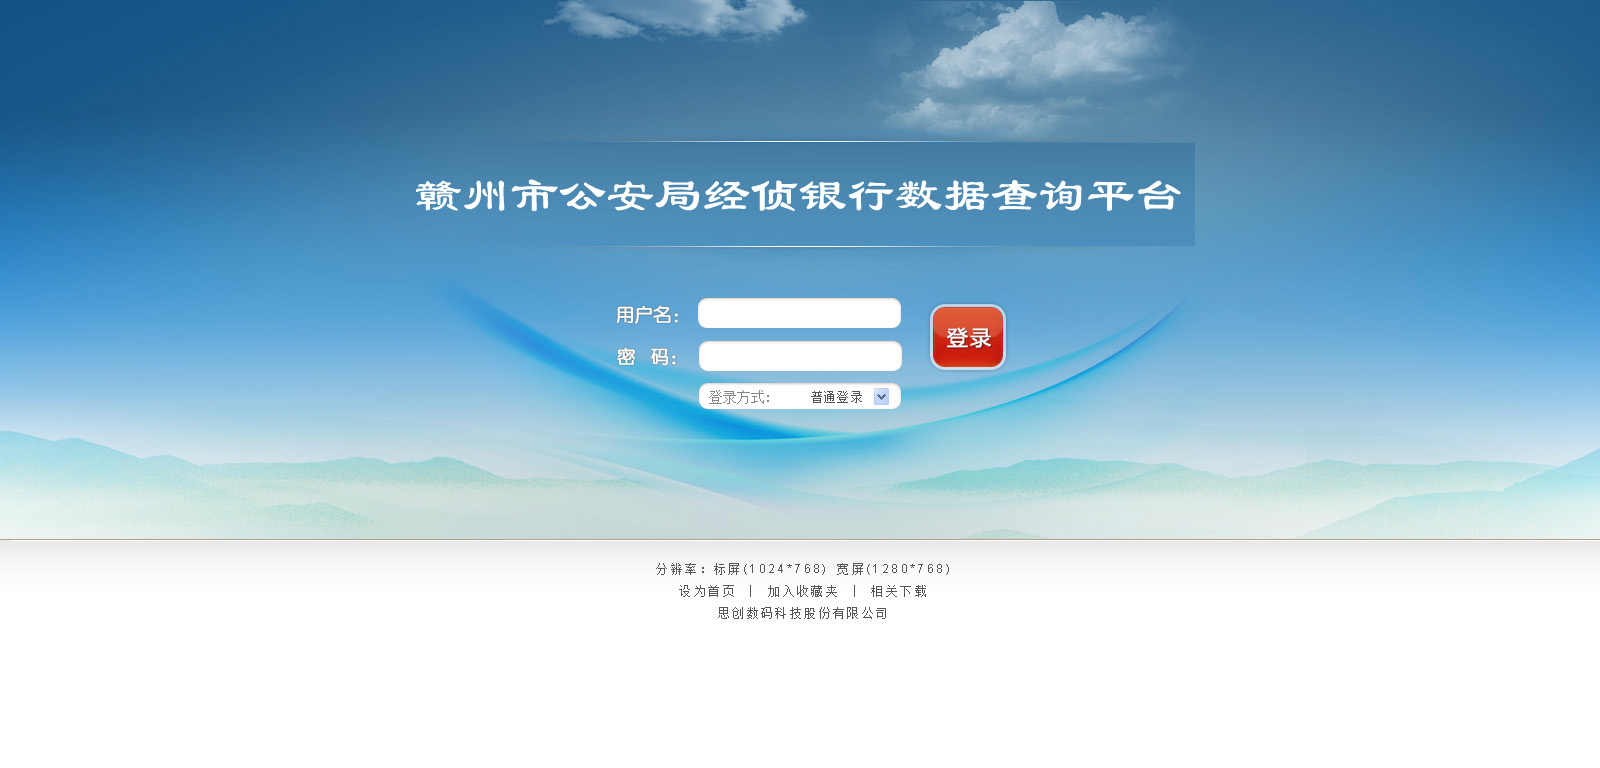 赣州市公安局经侦银行数据查询平台
用户名：
登录
密 码：
登录方式： 普通登录
分辨率：标屏(1024*768) 宽屏(1280*768)
设为首页 | 加入收藏夹 | 相关下载
思创数码科技股份有限公司